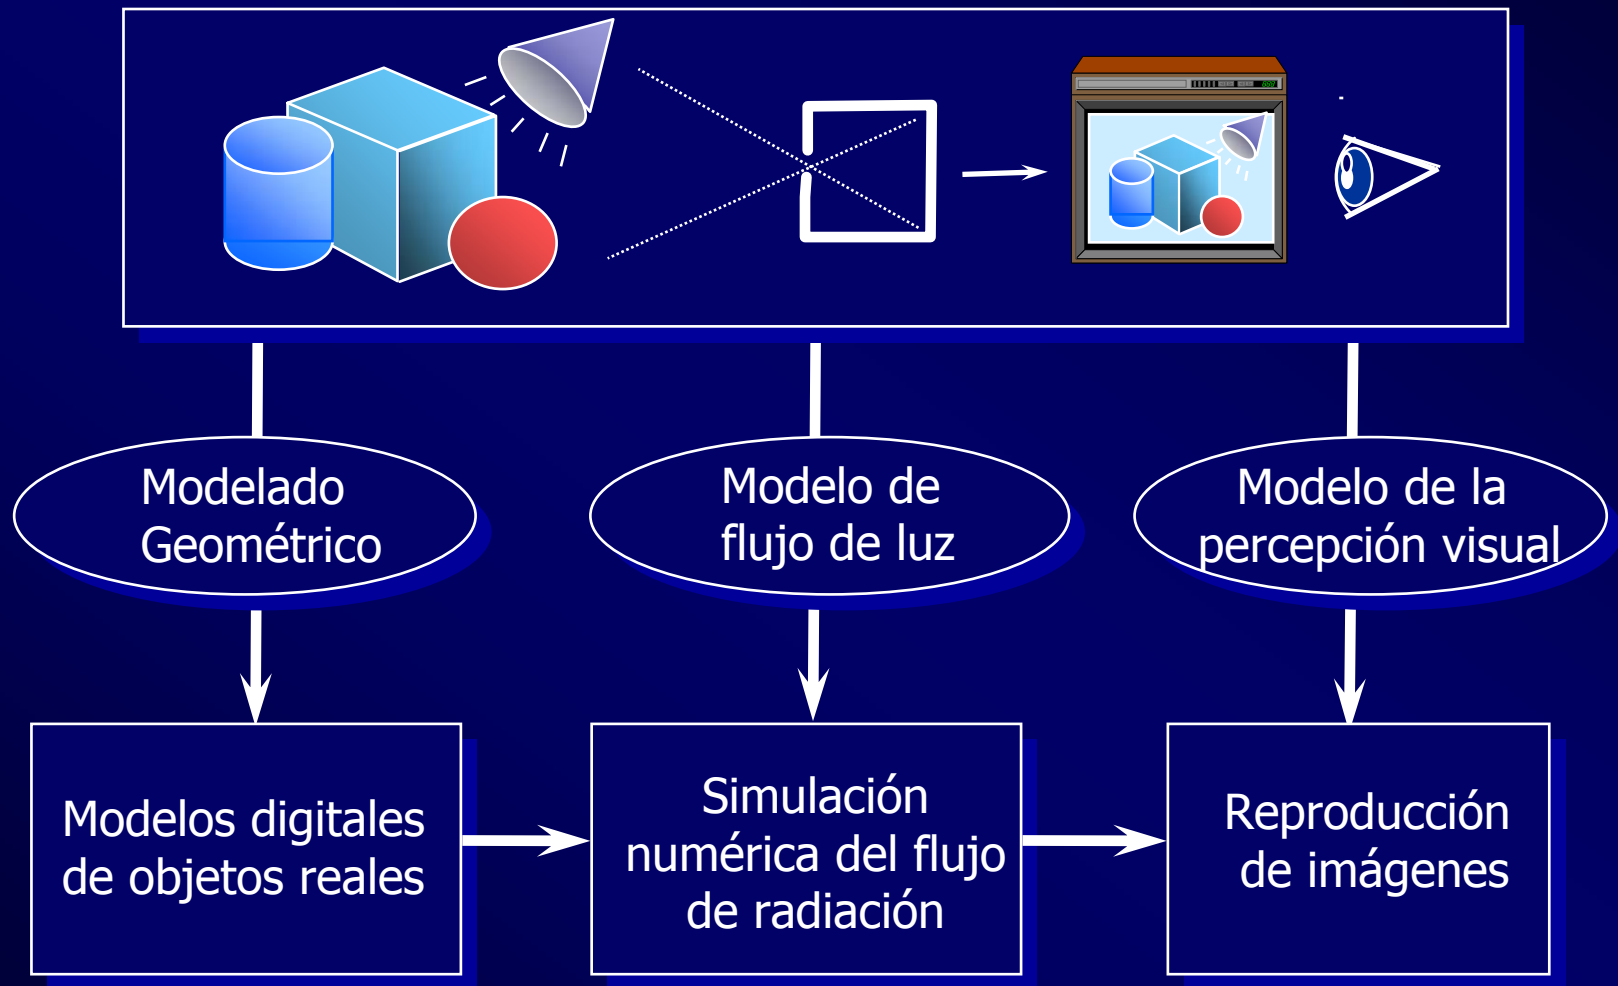 Modelado
Geométrico
Modelo de
flujo de luz
Modelo de la
percepción visual
Modelos digitales
de objetos reales
Simulación
numérica del flujo
de radiación
Reproducción
de imágenes